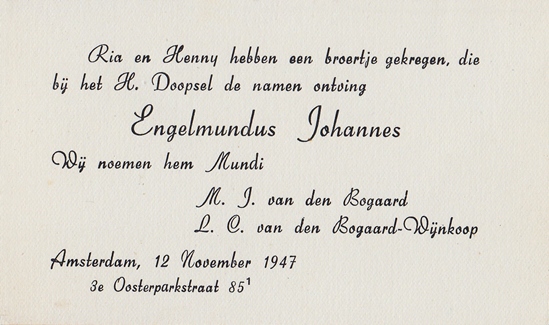 Ria en Henny hebben een broertje gekregen, die
bij het H. Doopsel de namen ontving
Engelmundus Johannes
Wij noemen hem Mundi
M. J. van den Bogaard
L. C. van den Bogaard-Wijnkoop
Amsterdam, 12 November 1947
3e Oosterparkstraat 85¹